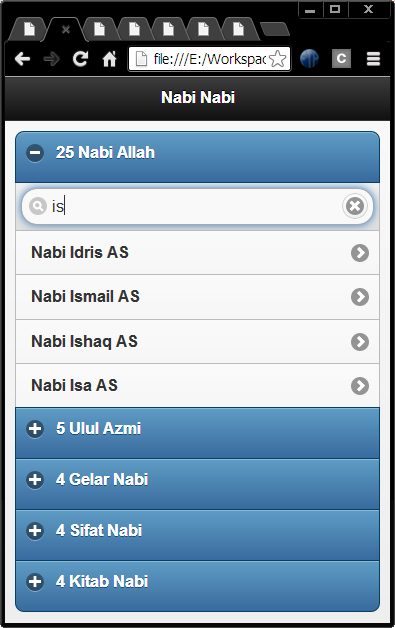 file:///E:/Workspac
C
Nabi Nabi
25 Nabi Allah
is
Nabi Idris AS
Nabi Ismail AS
Nabi Ishaq AS
Nabi Isa AS
5 Ulul Azmi
4 Gelar Nabi
4 Sifat Nabi
4 Kitab Nabi